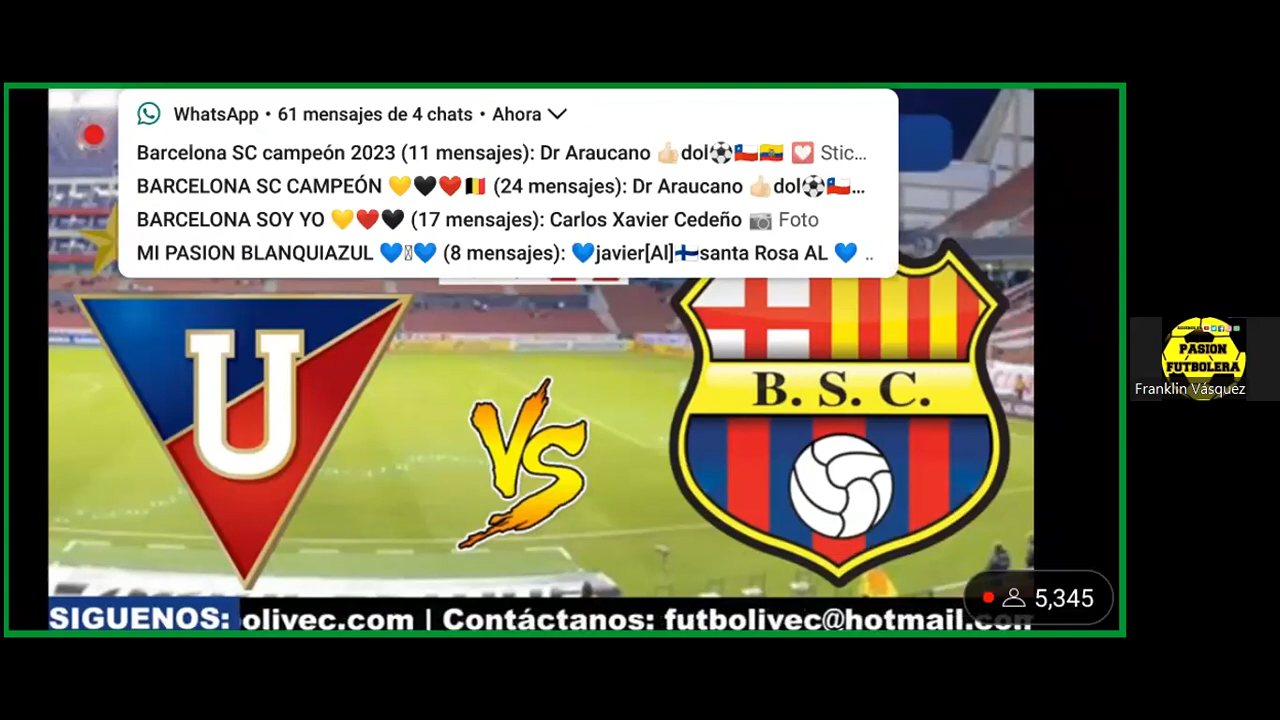 WhatsApp • 61 mensajes de 4 chats • Ahora
Barcelona SC campeón 2023 (11 mensajes): Dr Araucano 👍🏻dol⚽🇨🇱🇪🇨 💟 Stic...
BARCELONA SC CAMPEÓN 💛🖤❤️🇧🇪 (24 mensajes): Dr Araucano 👍🏻dol⚽🇨🇱...
BARCELONA SOY YO 💛❤️🖤 (17 mensajes): Carlos Xavier Cedeño 📷 Foto
MI PASION BLANQUIAZUL 💙💙 (8 mensajes): 💙javier[Al]🇫🇮santa Rosa AL 💙 ..
U
VS
B. S. C.
PASION
FUTBOLERA
Franklin Vásquez
5,345
SIGUENOS: olivec.com | Contáctanos: futbolivec@hotmail.com